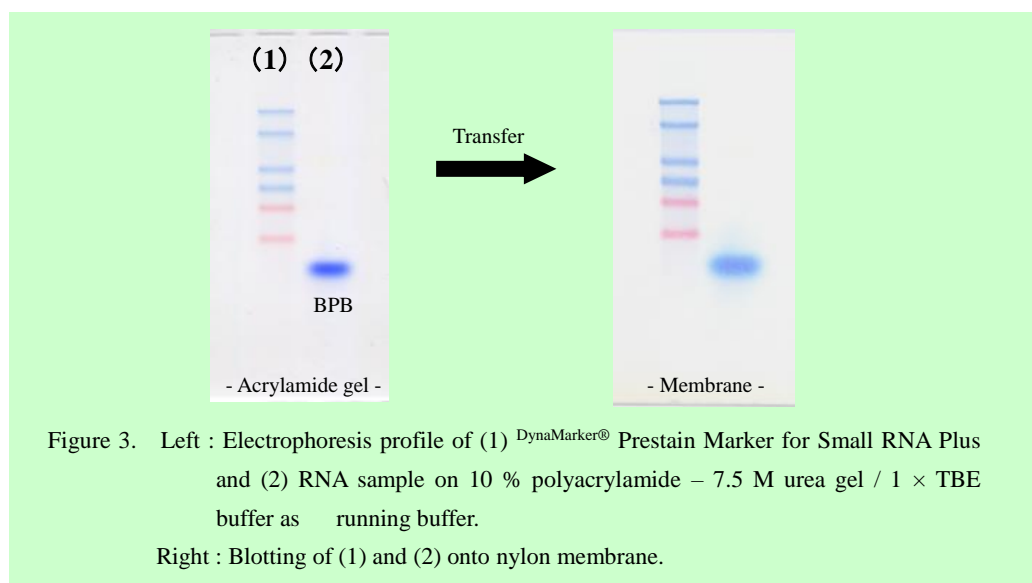 (1) (2)
Transfer
BPB
- Acrylamide gel -
- Membrane -
Figure 3. Left : Electrophoresis profile of (1) DynaMarker® Prestain Marker for Small RNA Plus
and (2) RNA sample on 10 % polyacrylamide – 7.5 M urea gel / 1 × TBE
buffer as running buffer.
Right : Blotting of (1) and (2) onto nylon membrane.